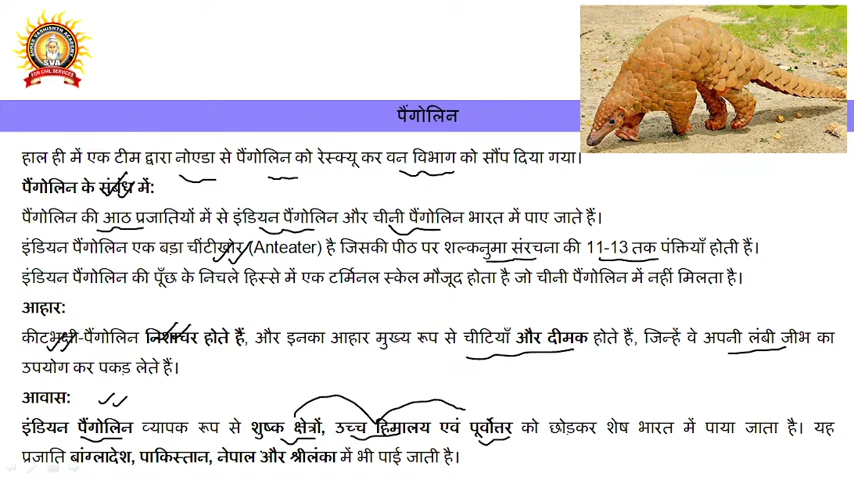 SHREE VASHISHTH ACADEMY
SVA
FOR CIVIL SERVICES
पैंगोलिन
हाल ही में एक टीम द्वारा नोएडा से पैंगोलिन को रेस्क्यू कर वन विभाग को सौंप दिया गया।
पैंगोलिन के संबंध में:
पैंगोलिन की आठ प्रजातियों में से इंडियन पैंगोलिन और चीनी पैंगोलिन भारत में पाए जाते हैं।
इंडियन पैंगोलिन एक बड़ा चींटीखोर (Anteater) है जिसकी पीठ पर शल्कनुमा संरचना की 11-13 तक पंक्तियाँ होती हैं।
इंडियन पैंगोलिन की पूँछ के निचले हिस्से में एक टर्मिनल स्केल मौजूद होता है जो चीनी पैंगोलिन में नहीं मिलता है।
आहार:
कीटभक्षी-पैंगोलिन निशाचर होते हैं, और इनका आहार मुख्य रूप से चीटियाँ और दीमक होते हैं, जिन्हें वे अपनी लंबी जीभ का
उपयोग कर पकड़ लेते हैं।
आवास:
इंडियन पैंगोलिन व्यापक रूप से शुष्क क्षेत्रों, उच्च हिमालय एवं पूर्वोत्तर को छोड़कर शेष भारत में पाया जाता है। यह
प्रजाति बांग्लादेश, पाकिस्तान, नेपाल और श्रीलंका में भी पाई जाती है।